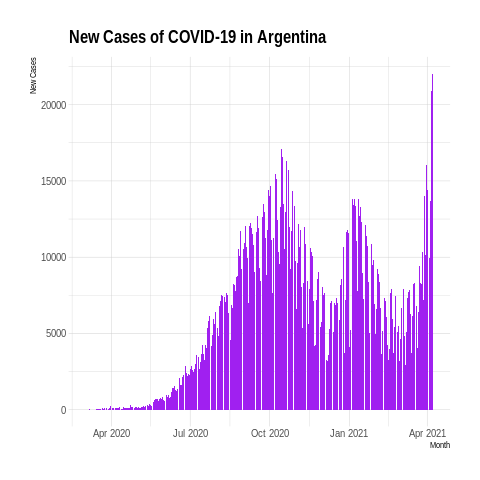 New Cases of COVID-19 in Argentina
New Cases
20000
15000
10000
5000
0
Apr 2020
Jul 2020
Oct 2020
Jan 2021
Apr 2021
Month